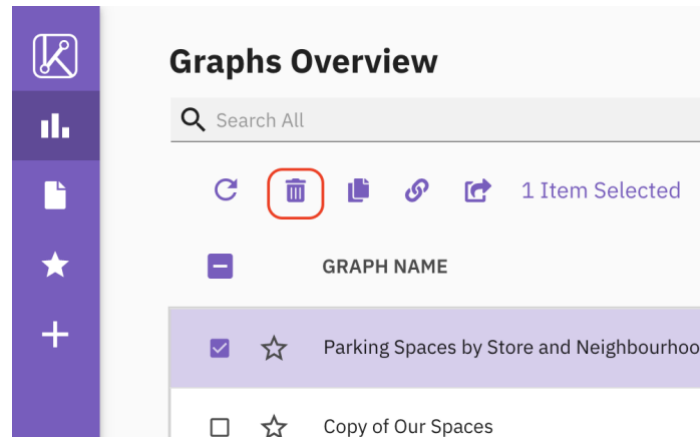 Graphs Overview
Search All
1 Item Selected
GRAPH NAME
Parking Spaces by Store and Neighbourhoo
Copy of Our Spaces